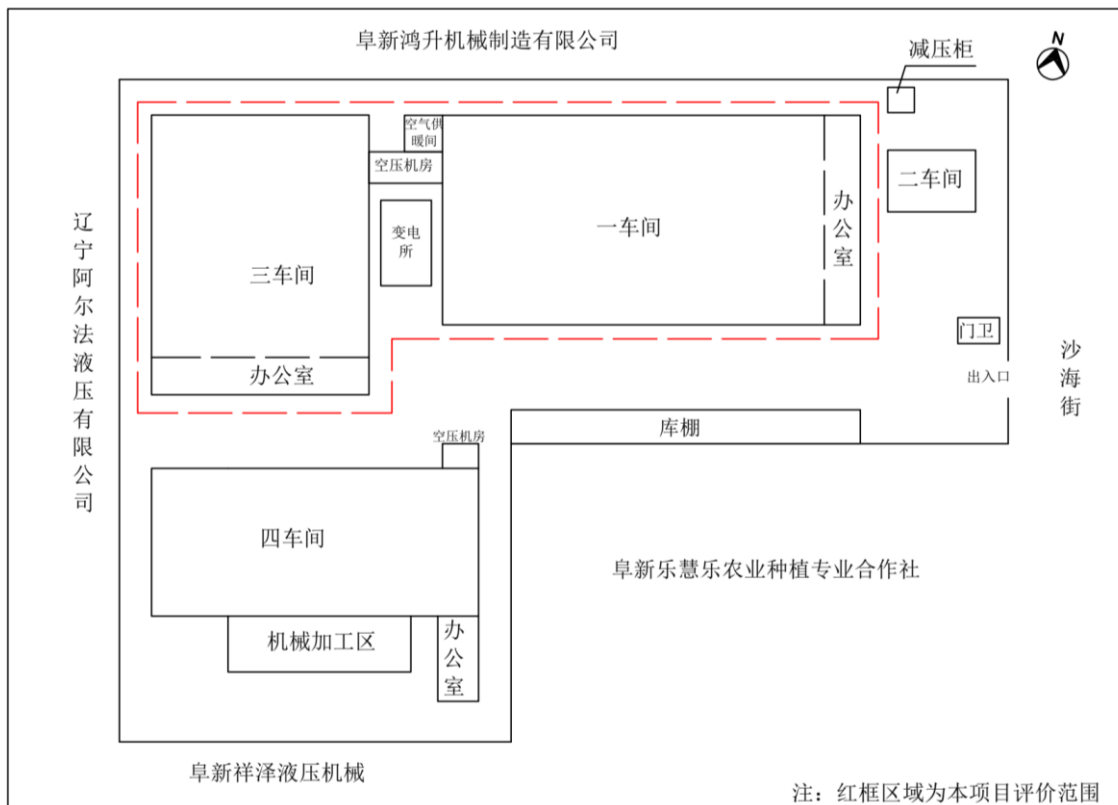 阜新鸿升机械制造有限公司
减压柜
N
空气供
暖间
空压机房
二车间
辽宁阿尔法液压有限公司
变电
所
一车间
办公室
三车间
门卫
沙海街
办公室
出入口
库棚
空压机房
四车间
阜新乐慧乐农业种植专业合作社
机械加工区
办公室
阜新祥泽液压机械
注：红框区域为本项目评价范围